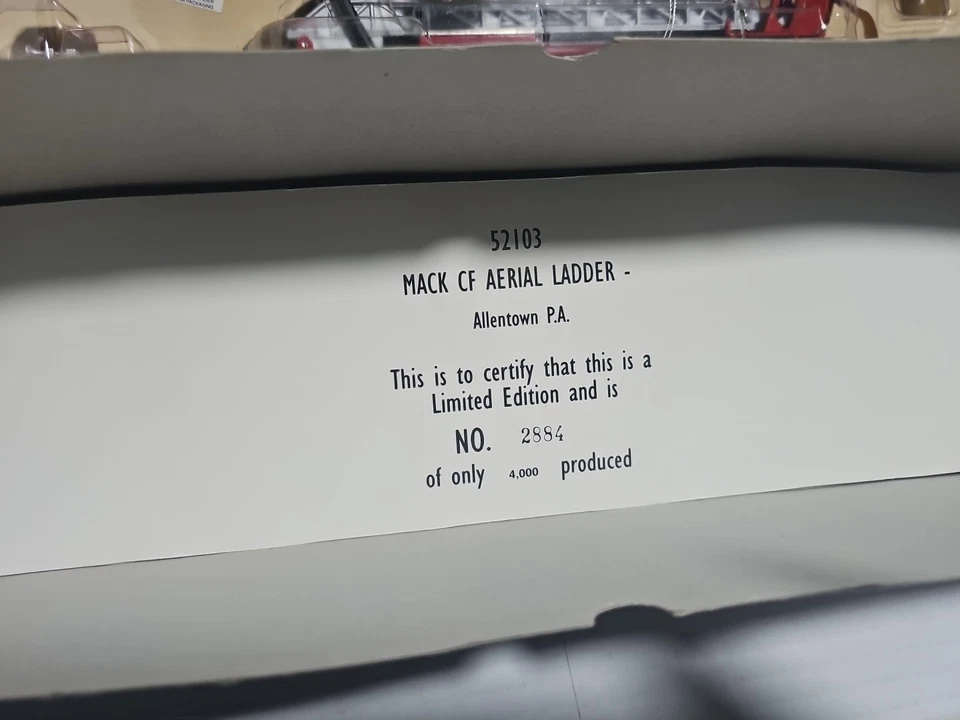 PACKAGING
52103
MACK CF AERIAL LADDER -
Allentown P.A.
This is to certify that this is a
Limited Edition and is
NO. 2884
of only 4,000 produced